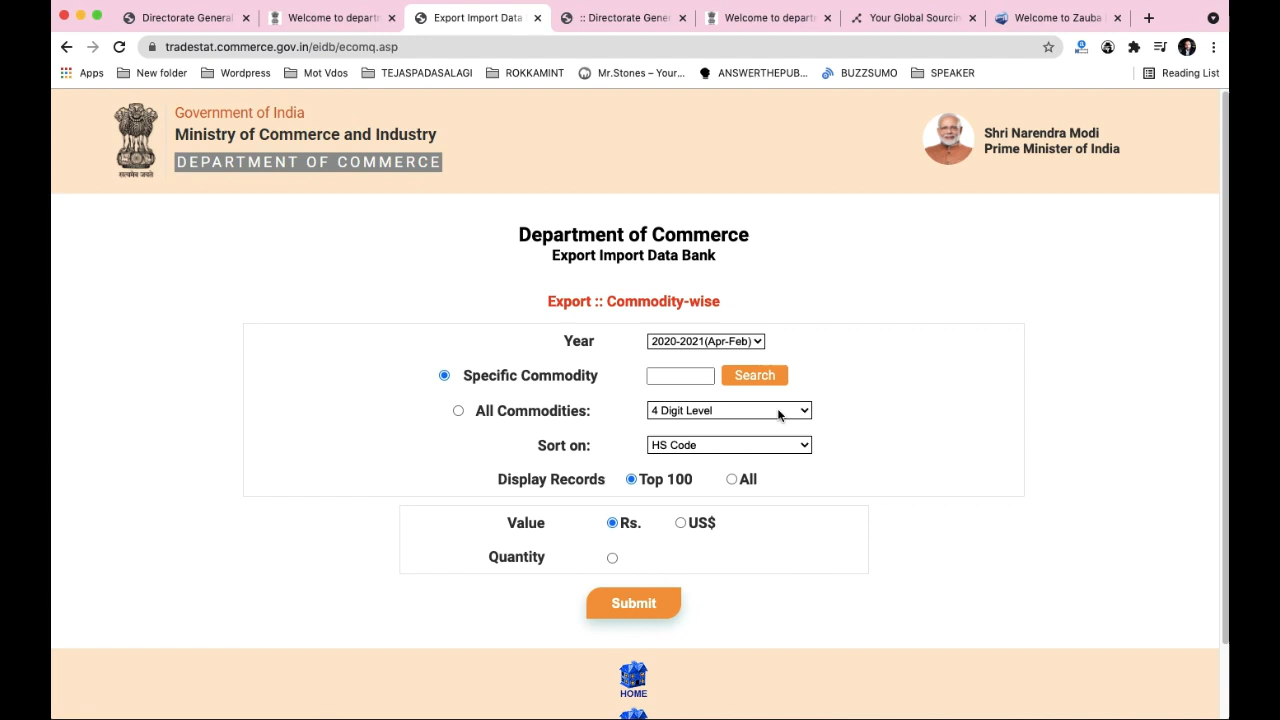 Directorate General
Welcome to departm
Export Import Data
:: Directorate Gene
Welcome to departm
Your Global Sourcin
Welcome to Zauba
tradestat.commerce.gov.in/eidb/ecomq.asp
Apps
New folder
Wordpress
Mot Vdos
TEJASPADASALAGI
ROKKAMINT
Mr.Stones – Your...
ANSWERTHEPUB...
BUZZSUMO
SPEAKER
Reading List
Government of India
Ministry of Commerce and Industry
DEPARTMENT OF COMMERCE
सत्यमेव जयते
Shri Narendra Modi
Prime Minister of India
Department of Commerce
Export Import Data Bank
Export :: Commodity-wise
Year 2020-2021(Apr-Feb)
Specific Commodity Search
All Commodities: 4 Digit Level
Sort on: HS Code
Display Records Top 100 All
Value Rs. US$
Quantity
Submit
HOME